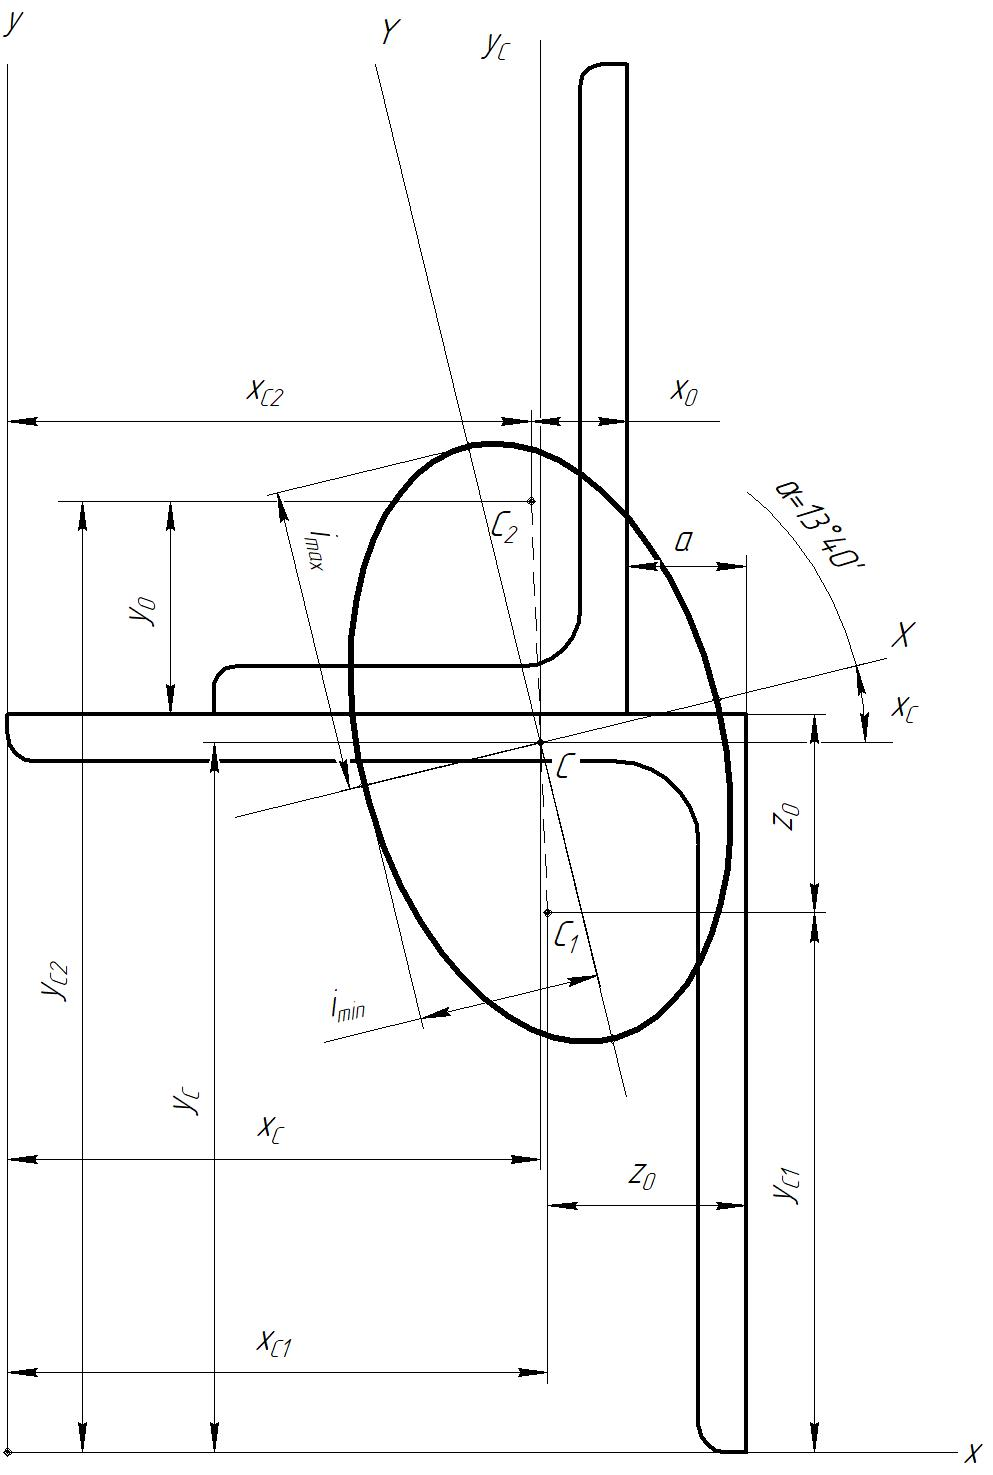 y
Y
y_C
x_C2
x_0
α=13°40'
C_2
a
i_max
y_0
X
x_C
C
z_0
C_1
y_C2
i_min
y_C
x_C
z_0
y_C1
x_C1
x